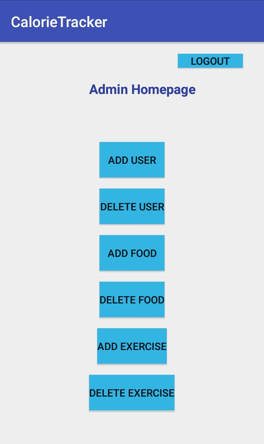 CalorieTracker
LOGOUT
Admin Homepage
ADD USER
DELETE USER
ADD FOOD
DELETE FOOD
ADD EXERCISE
DELETE EXERCISE